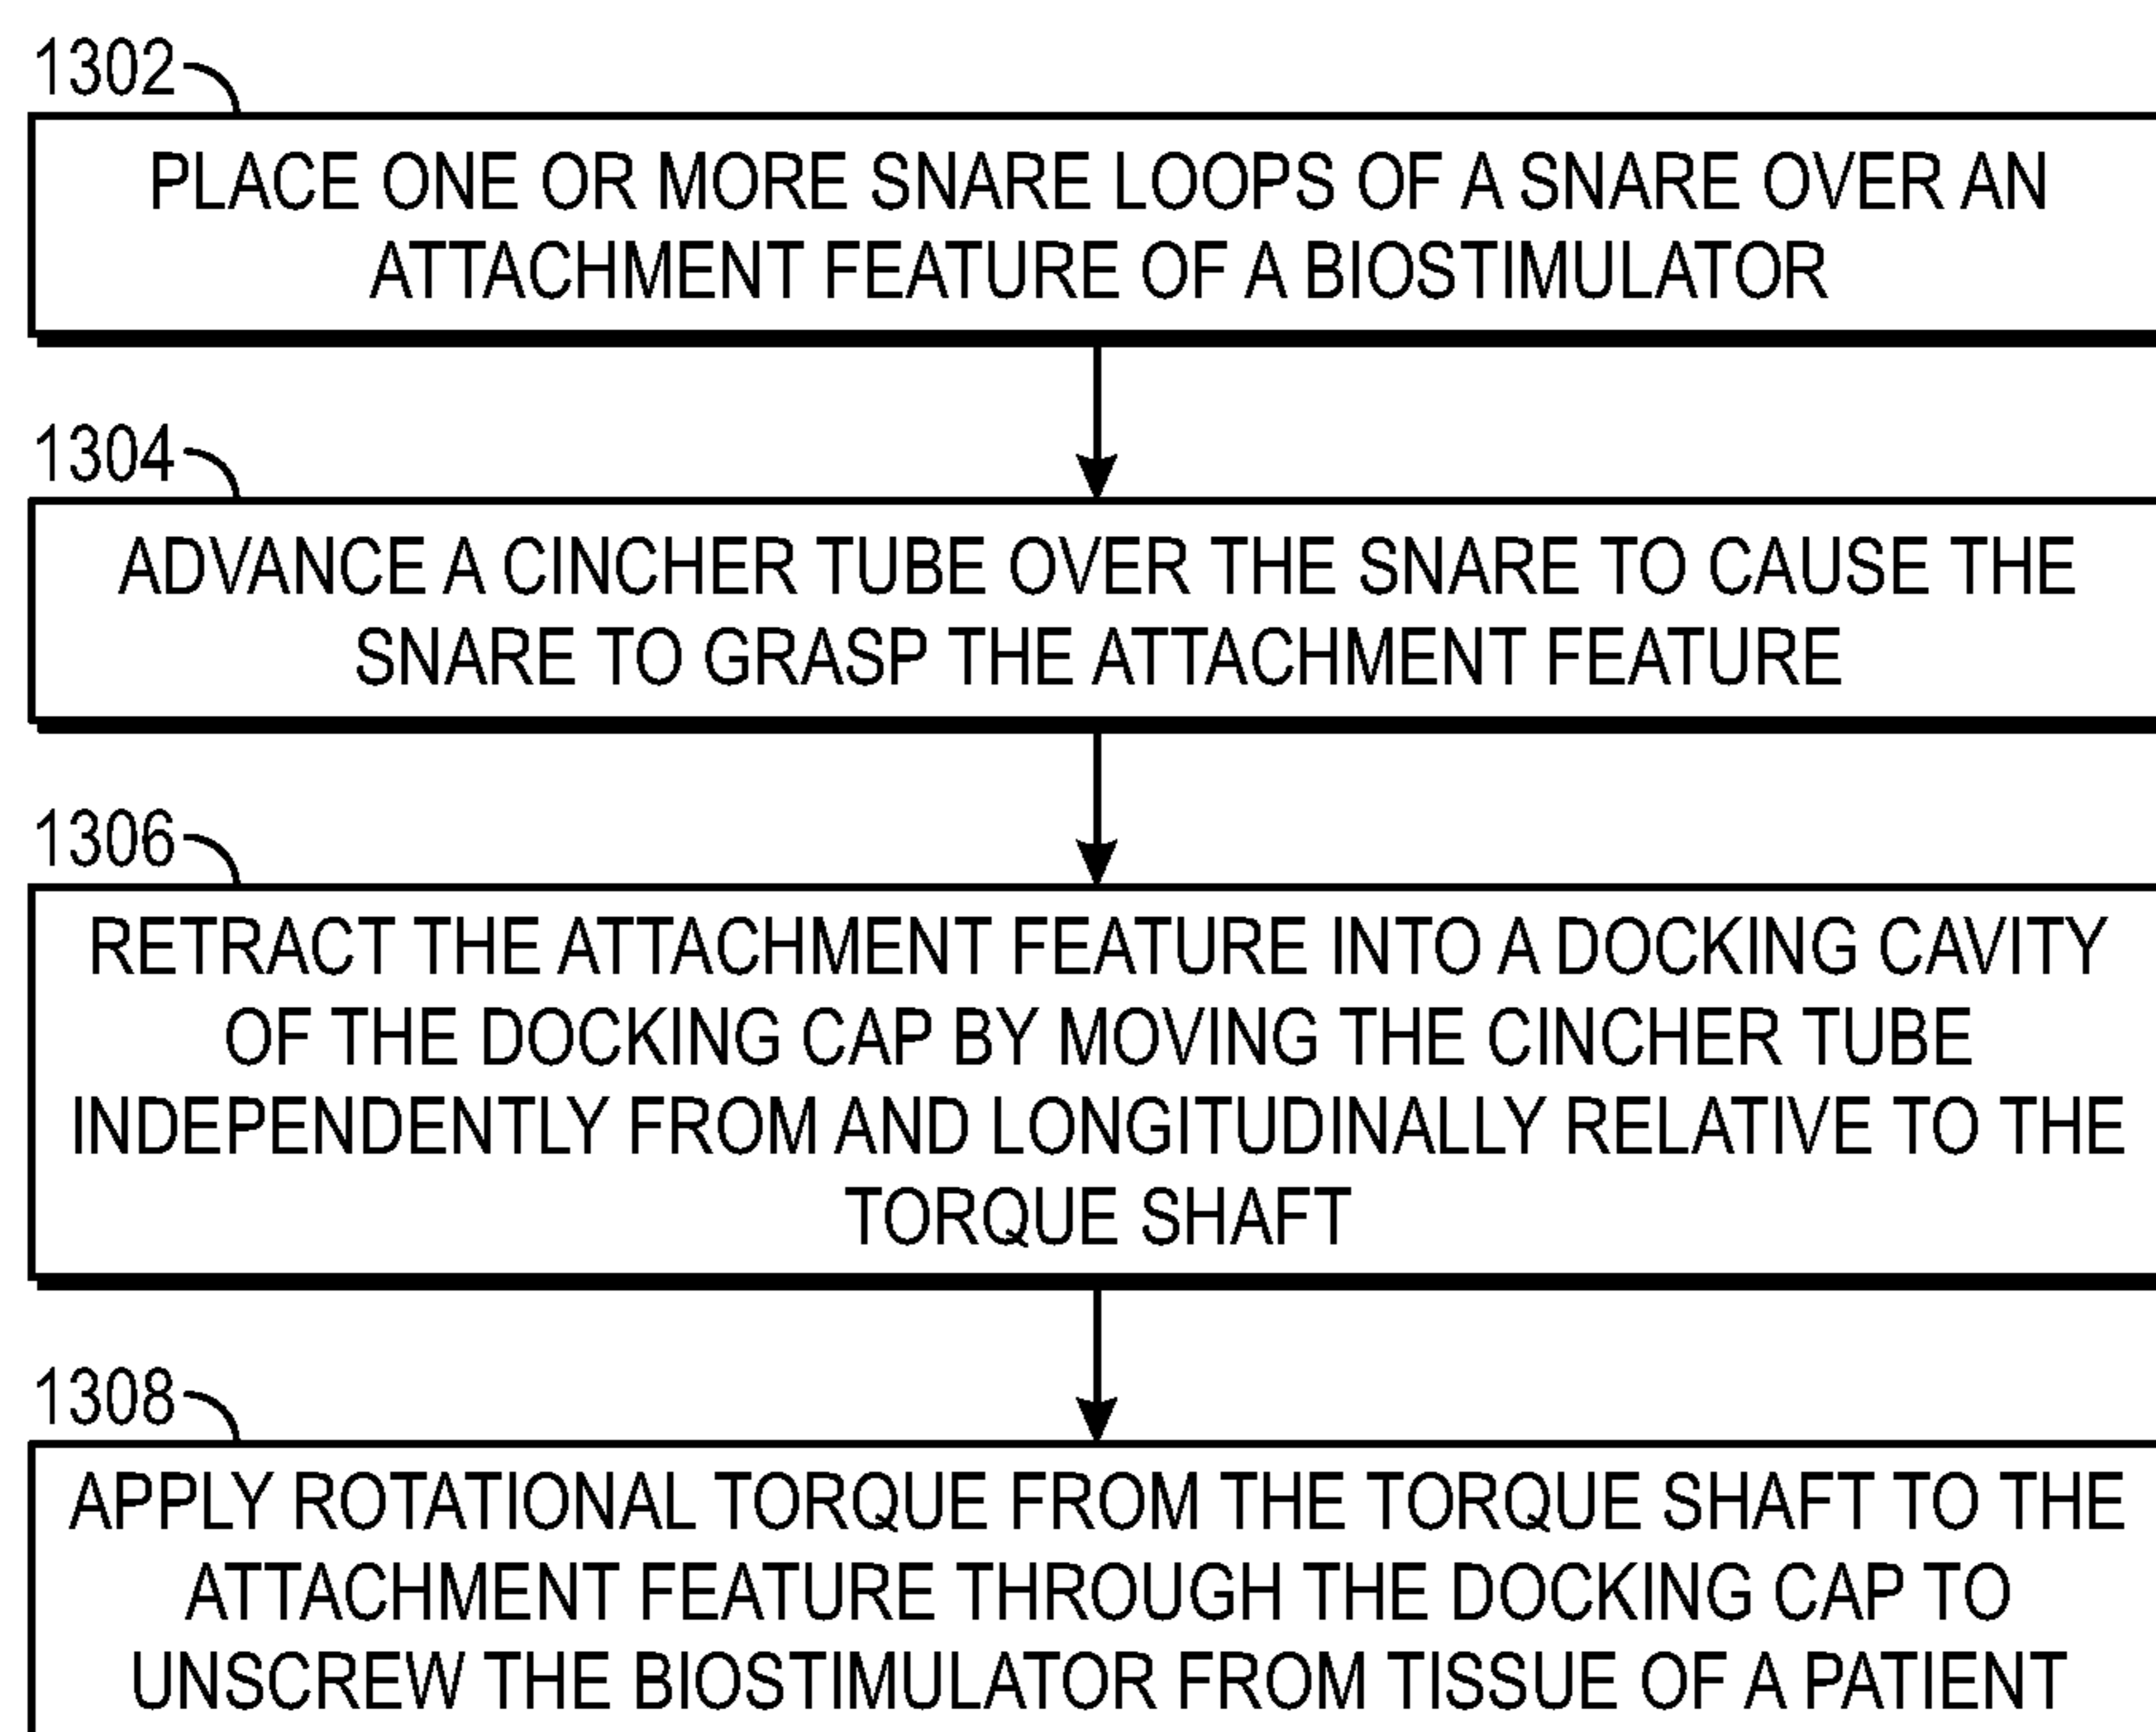 1302
PLACE ONE OR MORE SNARE LOOPS OF A SNARE OVER AN
ATTACHMENT FEATURE OF A BIOSTIMULATOR
1304
ADVANCE A CINCHER TUBE OVER THE SNARE TO CAUSE THE
SNARE TO GRASP THE ATTACHMENT FEATURE
1306
RETRACT THE ATTACHMENT FEATURE INTO A DOCKING CAVITY
OF THE DOCKING CAP BY MOVING THE CINCHER TUBE
INDEPENDENTLY FROM AND LONGITUDINALLY RELATIVE TO THE
TORQUE SHAFT
1308
APPLY ROTATIONAL TORQUE FROM THE TORQUE SHAFT TO THE
ATTACHMENT FEATURE THROUGH THE DOCKING CAP TO
UNSCREW THE BIOSTIMULATOR FROM TISSUE OF A PATIENT